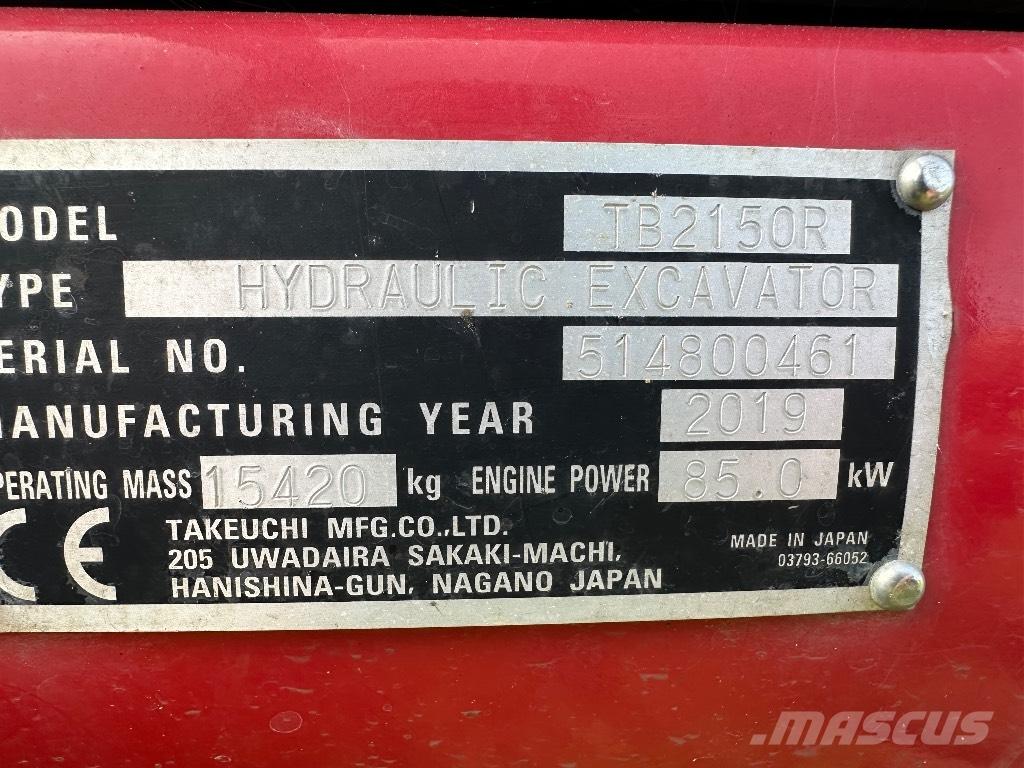 ODEL TB2150R
YPE HYDRAULIC EXCAVATOR
ERIAL NO. 514800461
MANUFACTURING YEAR 2019
PERATING MASS 15420 kg ENGINE POWER 85.0 kW
CE TAKEUCHI MFG.CO.,LTD.
205 UWADAIRA SAKAKI-MACHI,
HANISHINA-GUN, NAGANO JAPAN
MADE IN JAPAN
03793-66052
MASCUS